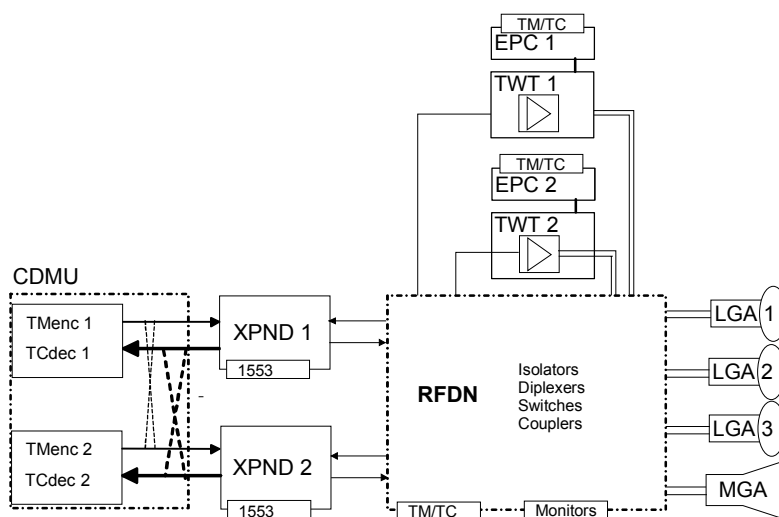 TM/TC
EPC 1
TWT 1
TM/TC
EPC 2
TWT 2
CDMU
TMenc 1
TCdec 1
XPND 1
1553
TMenc 2
TCdec 2
XPND 2
1553
RFDN
Isolators
Diplexers
Switches
Couplers
TM/TC
Monitors
LGA 1
LGA 2
LGA 3
MGA